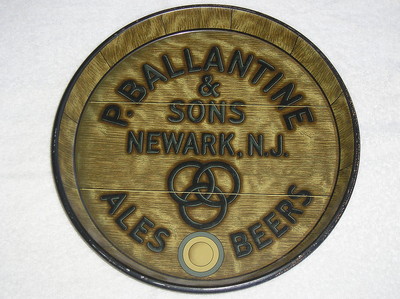 P. BALLANTINE
&
SONS
NEWARK, N.J.
ALES BEERS